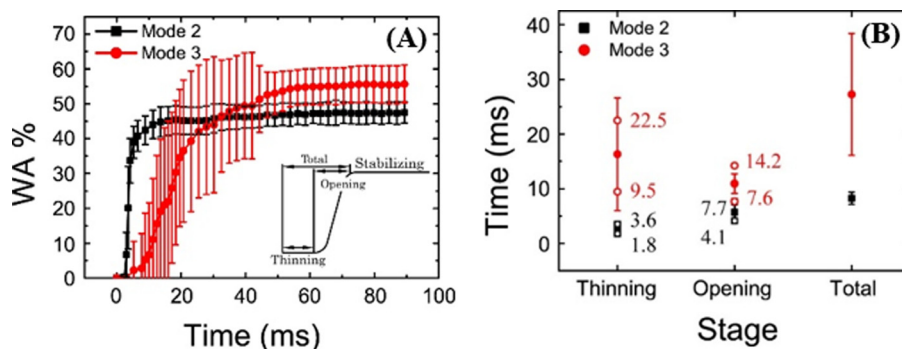 Mode 2
Mode 3
(A)
WA %
70
60
50
40
30
20
10
0
Total
Stabilizing
Opening
Thinning
0 20 40 60 80 100
Time (ms)
Mode 2
Mode 3
(B)
Time (ms)
40
30
20
10
0
22.5
9.5
3.6
1.8
14.2
7.6
7.7
4.1
Thinning Opening Total
Stage